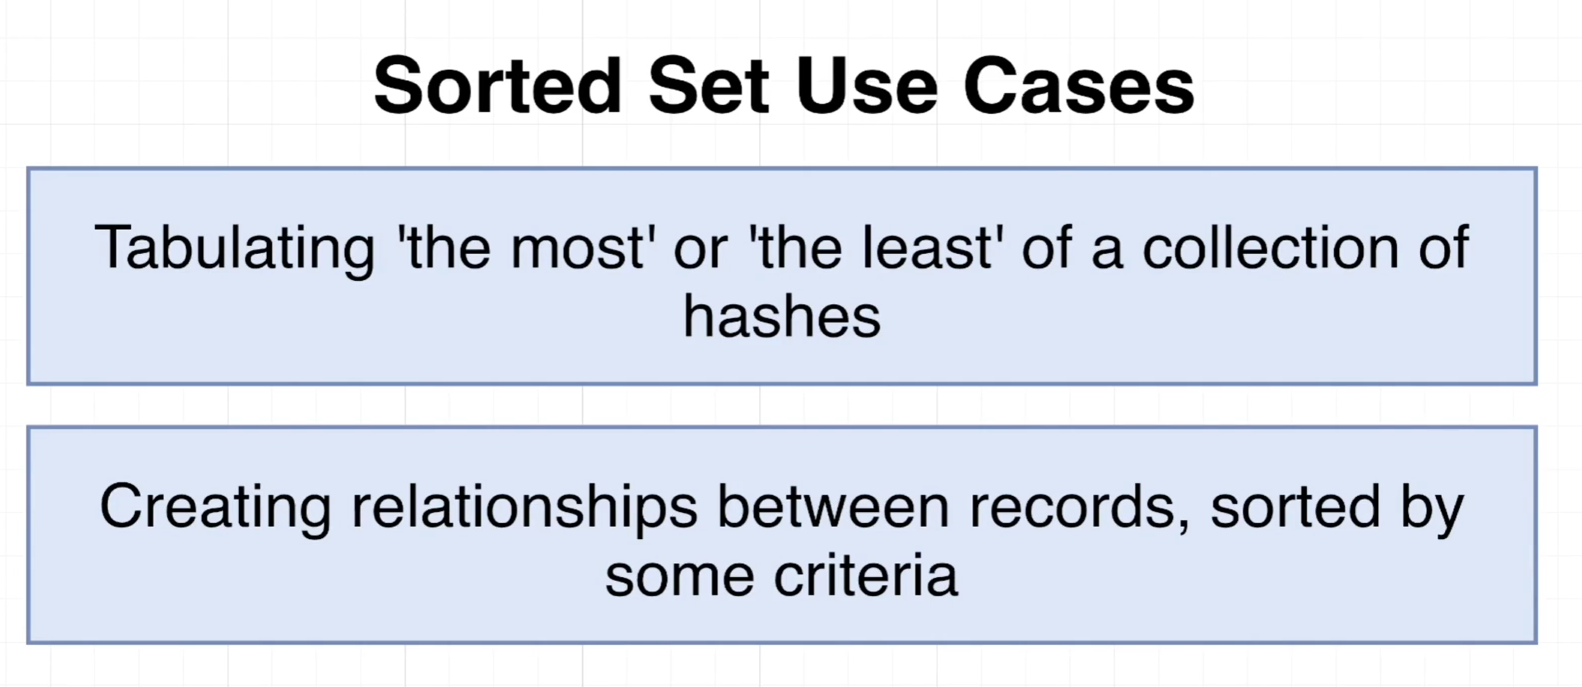 Sorted Set Use Cases
Tabulating 'the most' or 'the least' of a collection of
hashes
Creating relationships between records, sorted by
some criteria